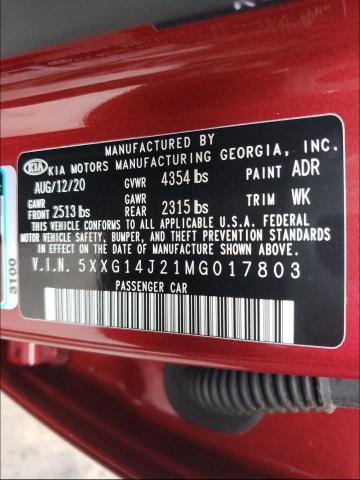 MANUFACTURED BY
KIA KIA MOTORS MANUFACTURING GEORGIA, INC.
AUG/12/20 GVWR 4354 lbs PAINT ADR
GAWR FRONT 2513 lbs GAWR REAR 2315 lbs TRIM WK
THIS VEHICLE CONFORMS TO ALL APPLICABLE U.S.A. FEDERAL
MOTOR VEHICLE SAFETY, BUMPER, AND THEFT PREVENTION STANDARDS
IN EFFECT ON THE DATE OF MANUFACTURE SHOWN ABOVE.
V.I.N. 5XXG14J21MG017803
PASSENGER CAR
3100